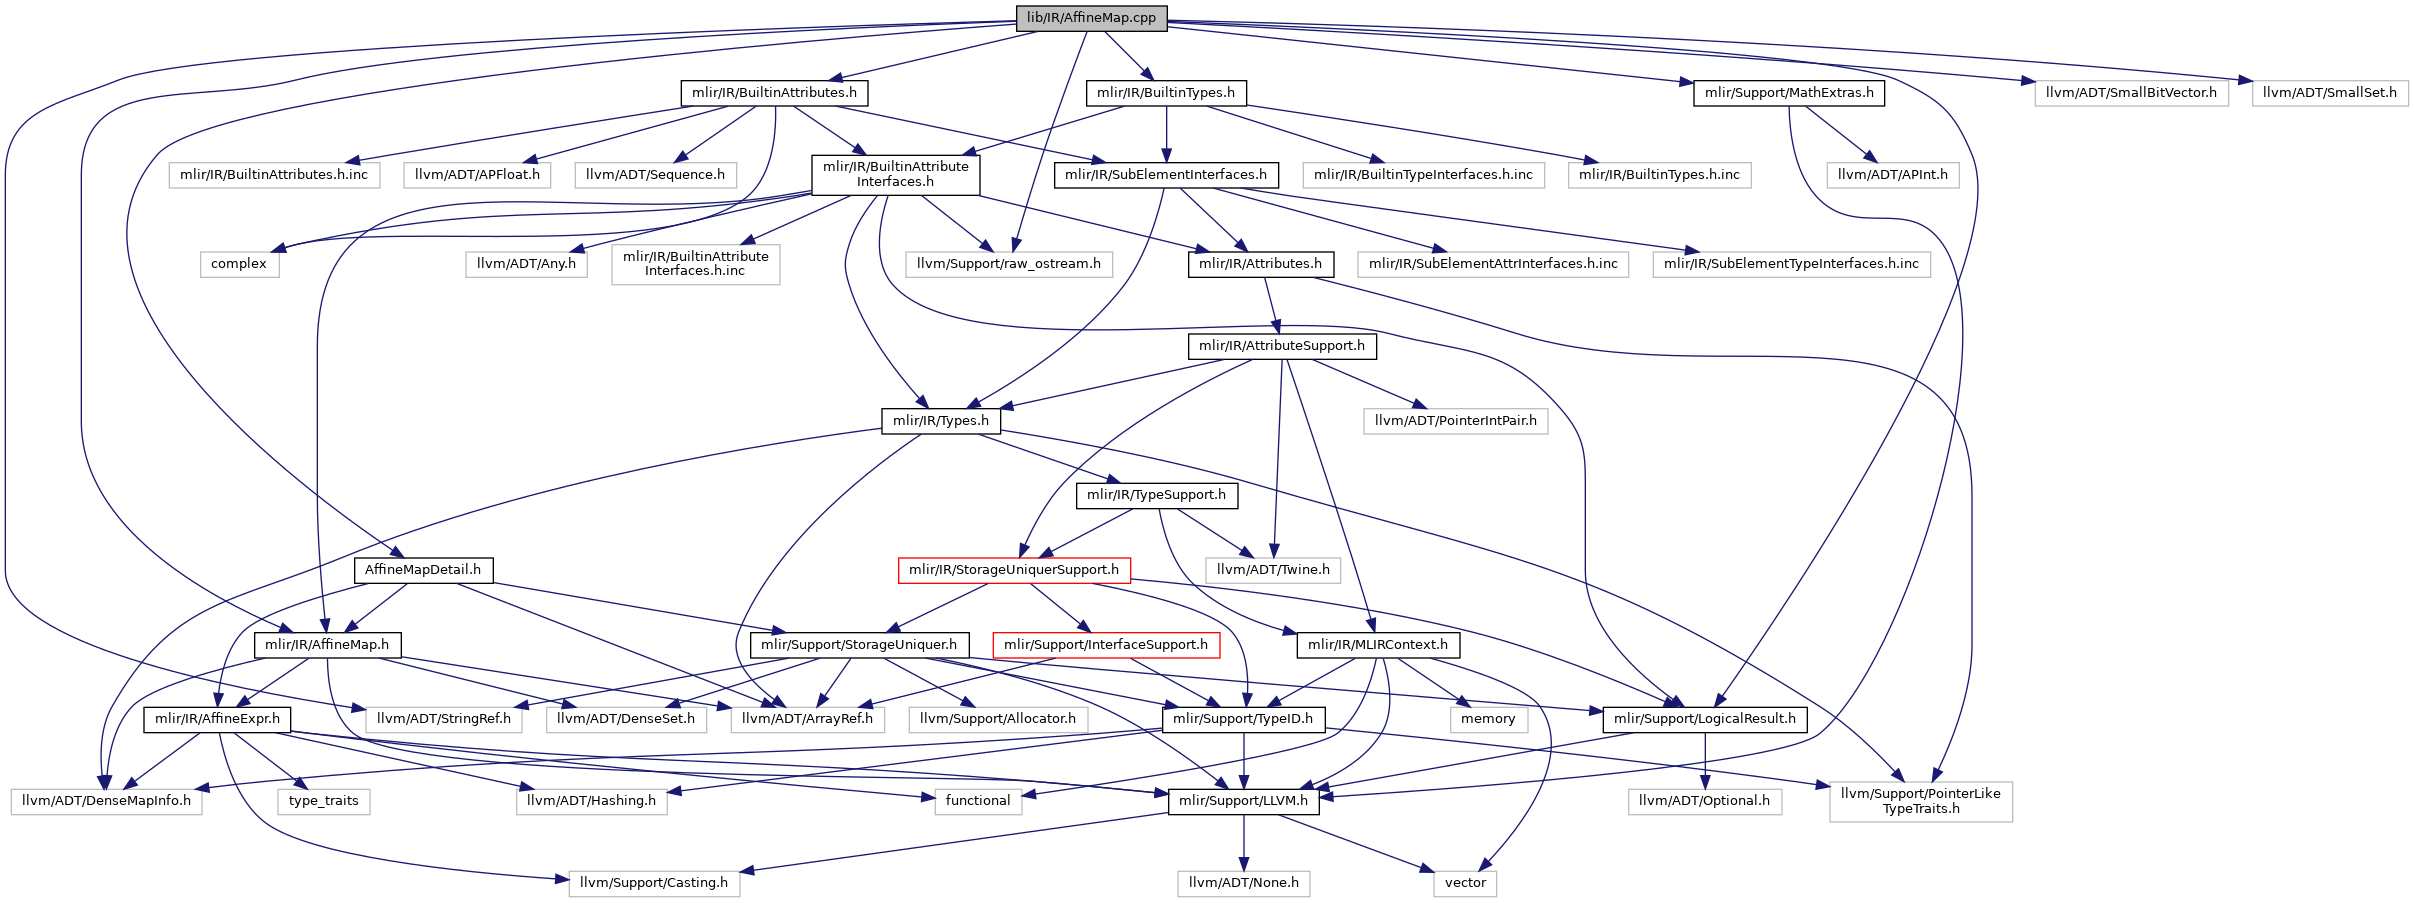 lib/IR/AffineMap.cpp
mlir/IR/BuiltinAttributes.h
mlir/IR/BuiltinTypes.h
mlir/Support/MathExtras.h
llvm/ADT/SmallBitVector.h
llvm/ADT/SmallSet.h
mlir/IR/BuiltinAttributes.h.inc
llvm/ADT/APFloat.h
llvm/ADT/Sequence.h
mlir/IR/BuiltinAttribute
Interfaces.h
mlir/IR/SubElementInterfaces.h
mlir/IR/BuiltinTypeInterfaces.h.inc
mlir/IR/BuiltinTypes.h.inc
llvm/ADT/APInt.h
complex
llvm/ADT/Any.h
mlir/IR/BuiltinAttribute
Interfaces.h.inc
llvm/Support/raw_ostream.h
mlir/IR/Attributes.h
mlir/IR/SubElementAttrInterfaces.h.inc
mlir/IR/SubElementTypeInterfaces.h.inc
mlir/IR/AttributeSupport.h
mlir/IR/Types.h
llvm/ADT/PointerIntPair.h
mlir/IR/TypeSupport.h
AffineMapDetail.h
mlir/IR/StorageUniquerSupport.h
llvm/ADT/Twine.h
mlir/IR/AffineMap.h
mlir/Support/StorageUniquer.h
mlir/Support/InterfaceSupport.h
mlir/IR/MLIRContext.h
mlir/IR/AffineExpr.h
llvm/ADT/StringRef.h
llvm/ADT/DenseSet.h
llvm/ADT/ArrayRef.h
llvm/Support/Allocator.h
mlir/Support/TypeID.h
memory
mlir/Support/LogicalResult.h
llvm/ADT/DenseMapInfo.h
type_traits
llvm/ADT/Hashing.h
functional
mlir/Support/LLVM.h
llvm/ADT/Optional.h
llvm/Support/PointerLike
TypeTraits.h
llvm/Support/Casting.h
llvm/ADT/None.h
vector